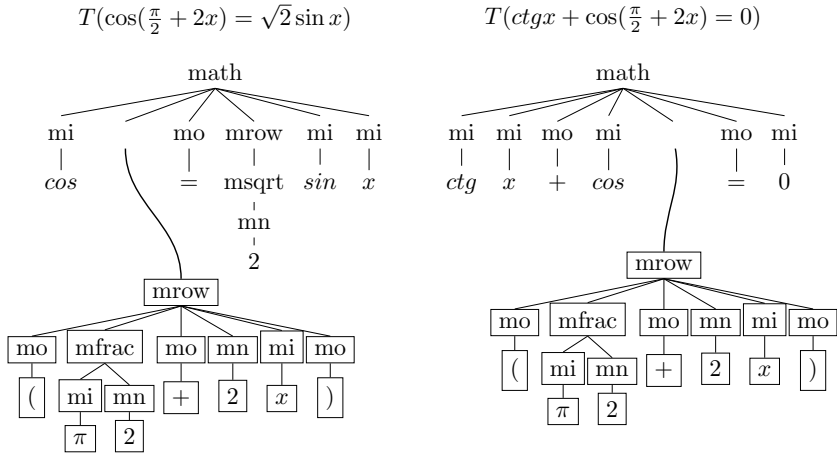 T(cos(π/2 + 2x) = √2 sin x) T(ctgx + cos(π/2 + 2x) = 0)
math math
mi mo mrow mi mi mi mi mo mi mo mi
cos = msqrt sin x ctg x + cos = 0
mn
2
mrow
mrow
mo mfrac mo mn mi mo
mo mfrac mo mn mi mo
( mi mn + 2 x )
( mi mn + 2 x )
π 2
π 2